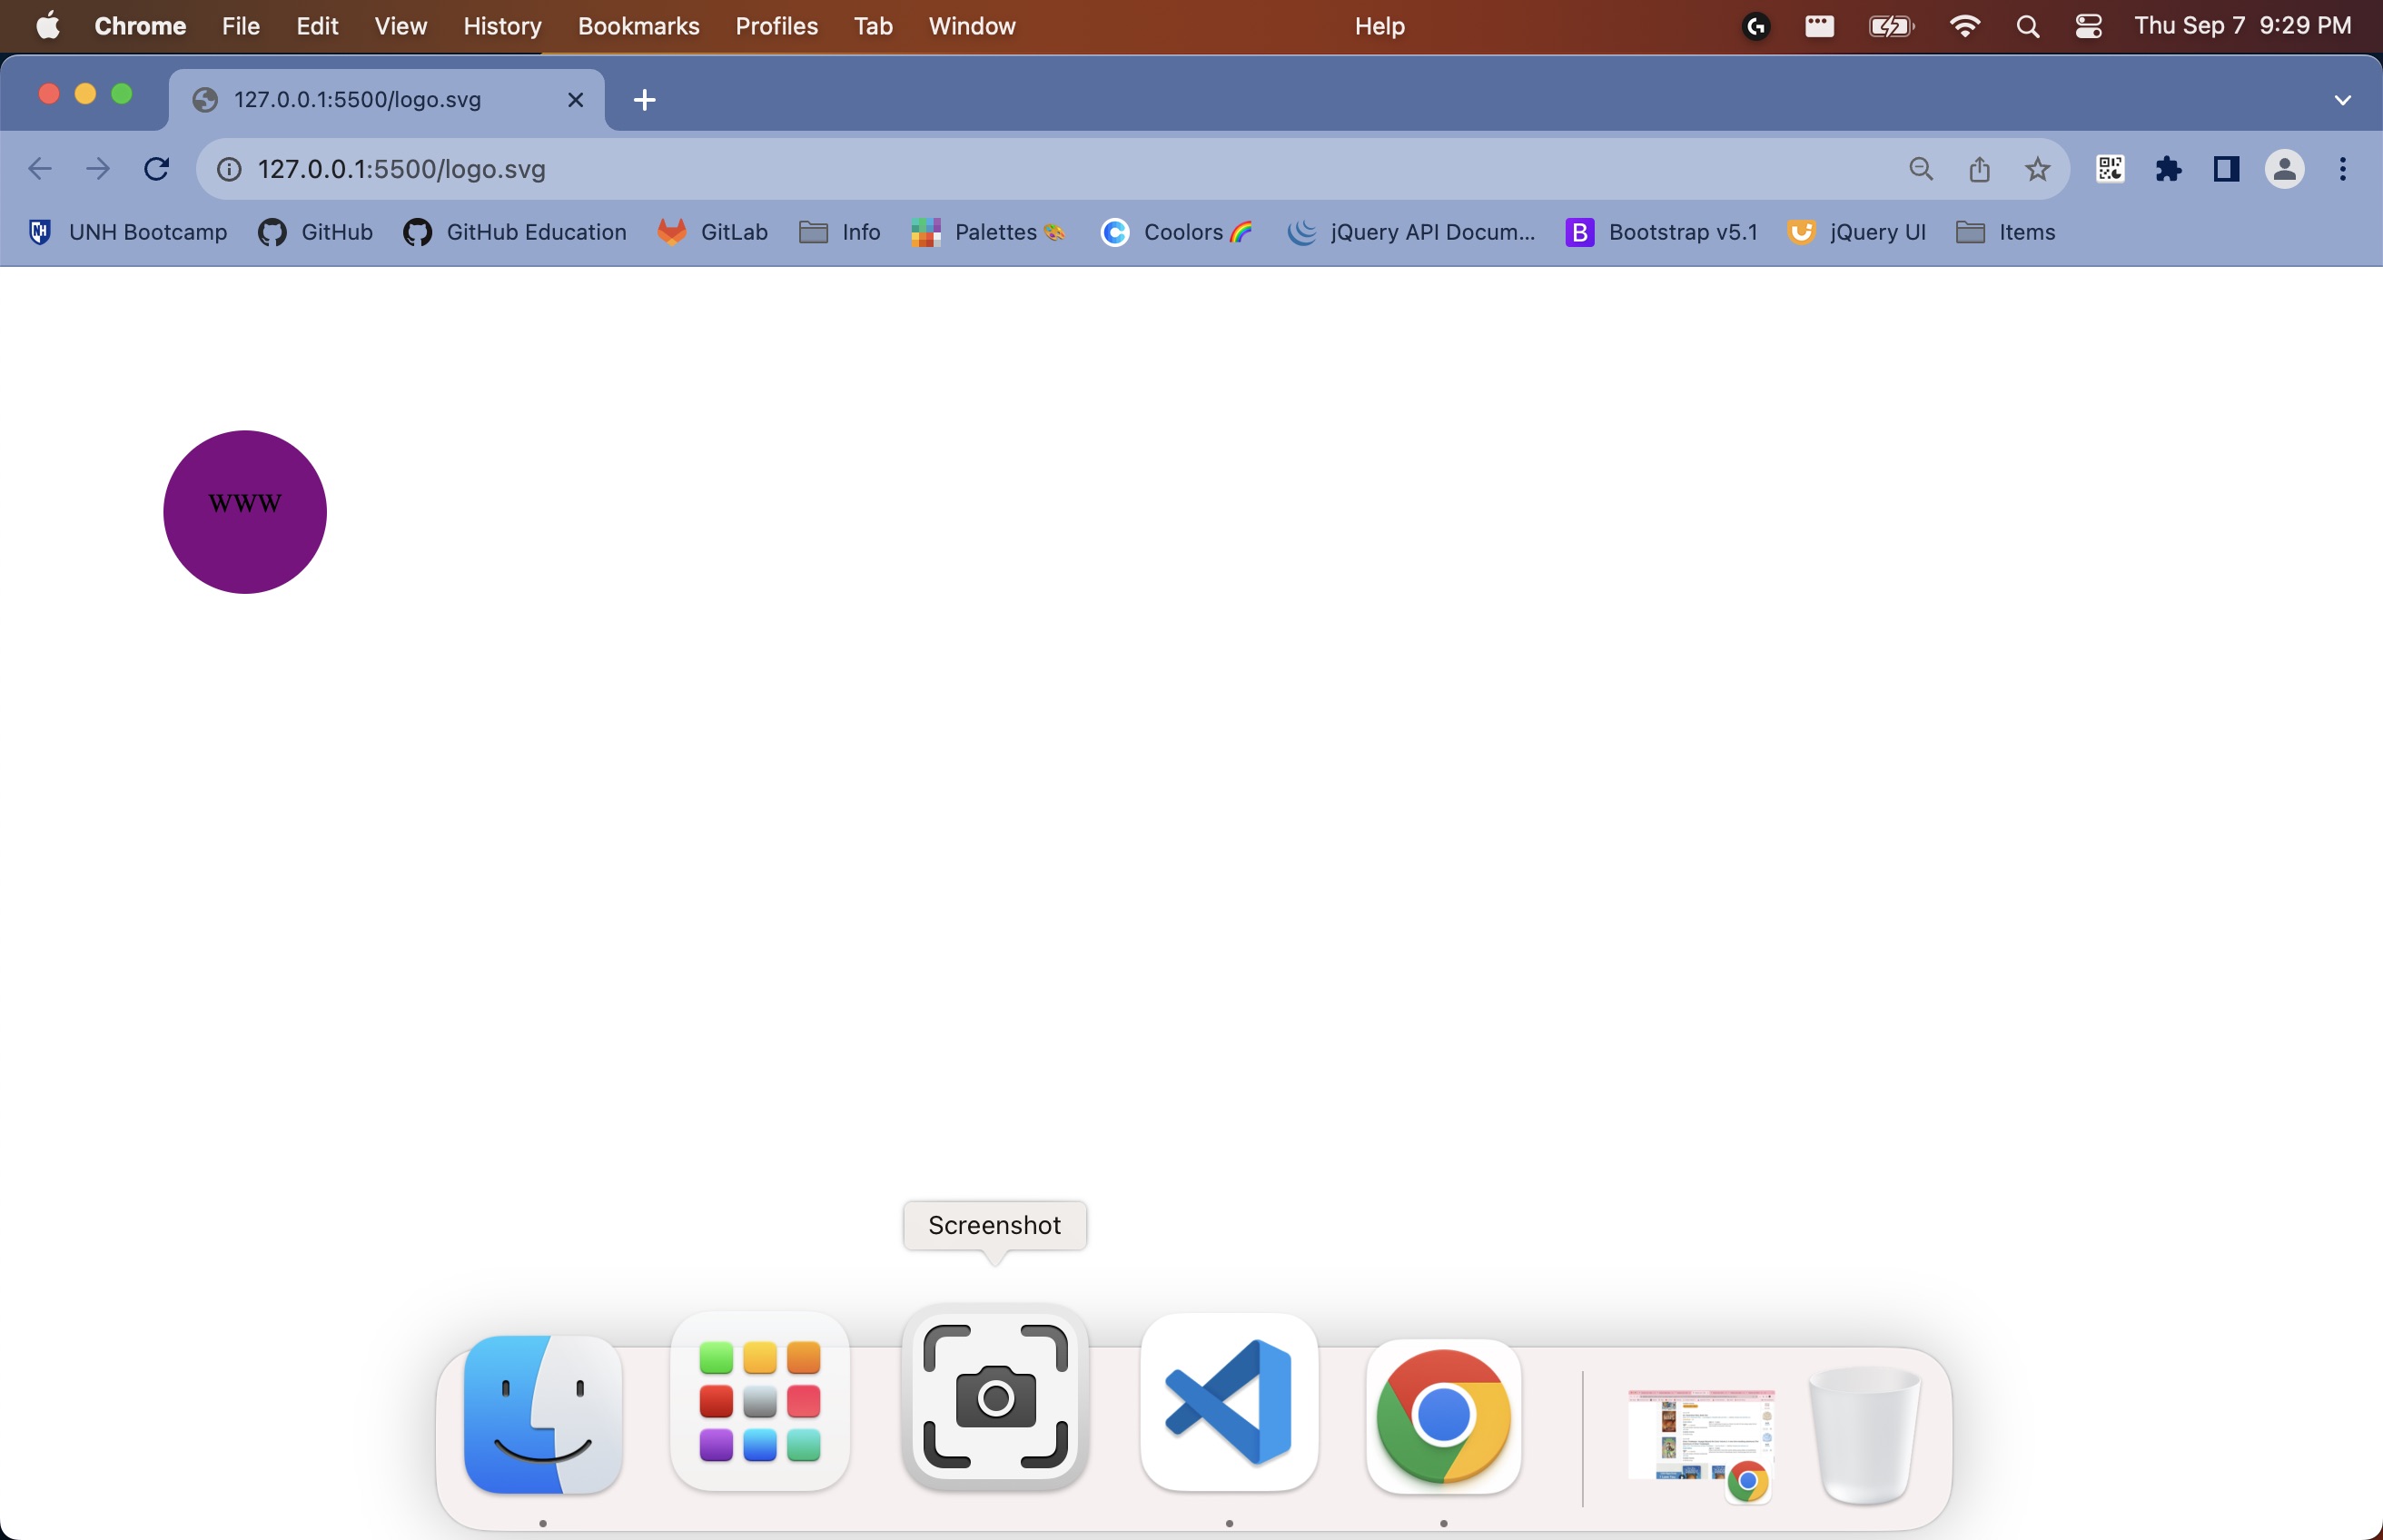 Chrome File Edit View History Bookmarks Profiles Tab Window Help Thu Sep 7 9:29 PM
127.0.0.1:5500/logo.svg
127.0.0.1:5500/logo.svg
UNH Bootcamp GitHub GitHub Education GitLab Info Palettes🎨 Coolors🌈 jQuery API Docum... B Bootstrap v5.1 jQuery UI Items
www
Screenshot